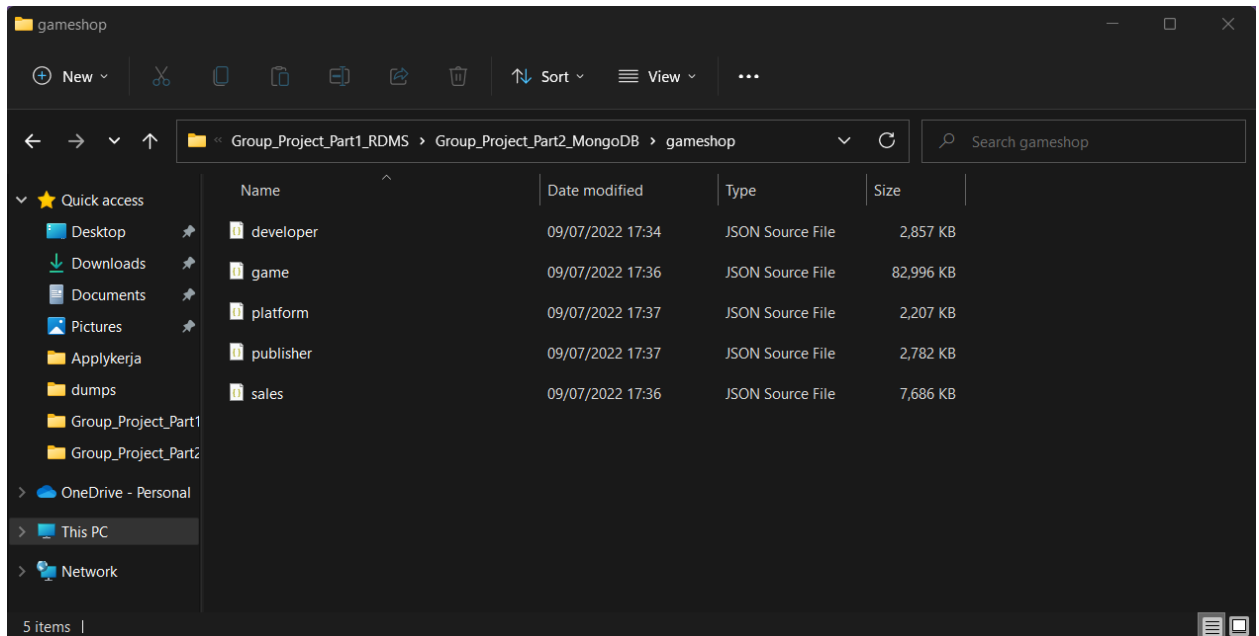 gameshop
New
Sort
View
Group_Project_Part1_RDMS > Group_Project_Part2_MongoDB > gameshop
Search gameshop
Quick access
Desktop
Downloads
Documents
Pictures
Applykerja
dumps
Group_Project_Part1
Group_Project_Part2
OneDrive - Personal
This PC
Network
Name Date modified Type Size
developer 09/07/2022 17:34 JSON Source File 2,857 KB
game 09/07/2022 17:36 JSON Source File 82,996 KB
platform 09/07/2022 17:37 JSON Source File 2,207 KB
publisher 09/07/2022 17:37 JSON Source File 2,782 KB
sales 09/07/2022 17:36 JSON Source File 7,686 KB
5 items